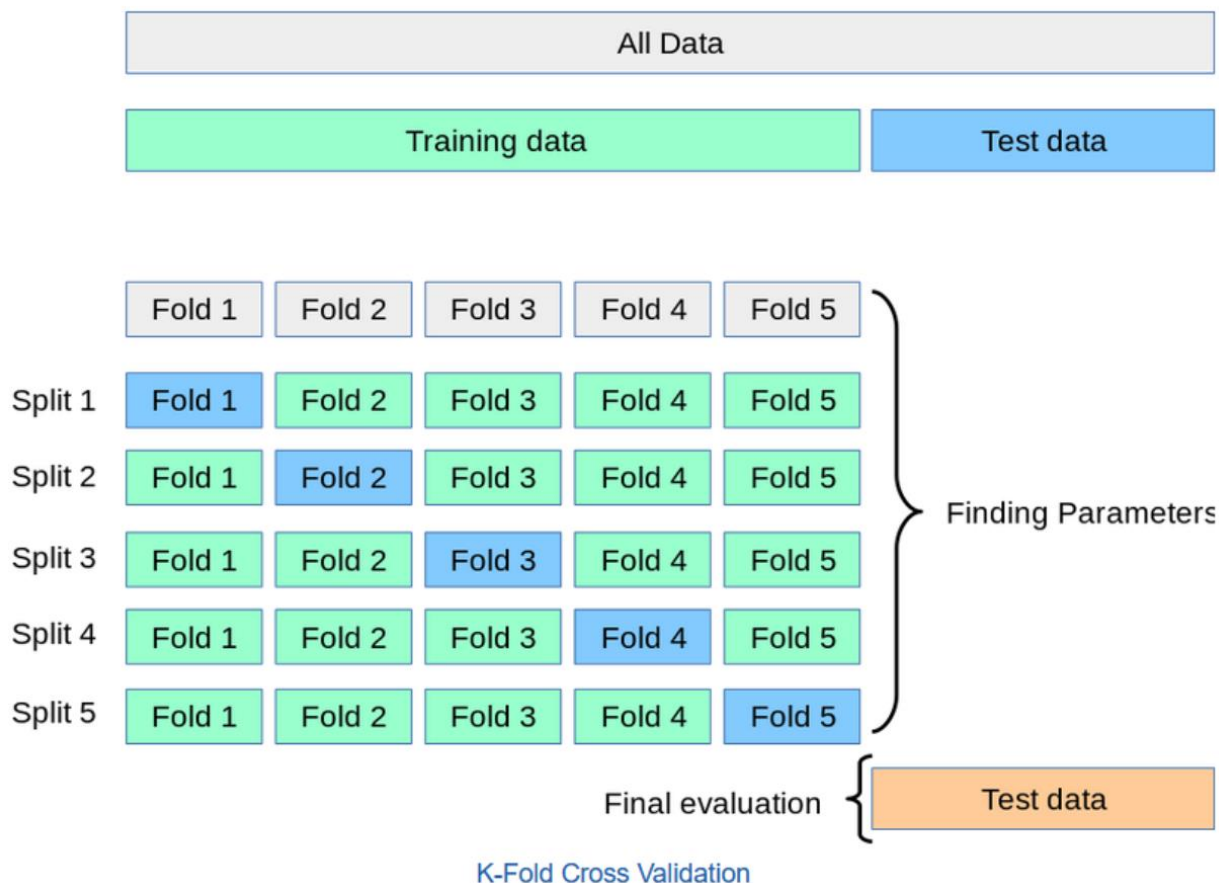 All Data
Training data Test data
Fold 1 Fold 2 Fold 3 Fold 4 Fold 5
Split 1 Fold 1 Fold 2 Fold 3 Fold 4 Fold 5
Split 2 Fold 1 Fold 2 Fold 3 Fold 4 Fold 5
Finding Parameters
Split 3 Fold 1 Fold 2 Fold 3 Fold 4 Fold 5
Split 4 Fold 1 Fold 2 Fold 3 Fold 4 Fold 5
Split 5 Fold 1 Fold 2 Fold 3 Fold 4 Fold 5
Final evaluation Test data
K-Fold Cross Validation